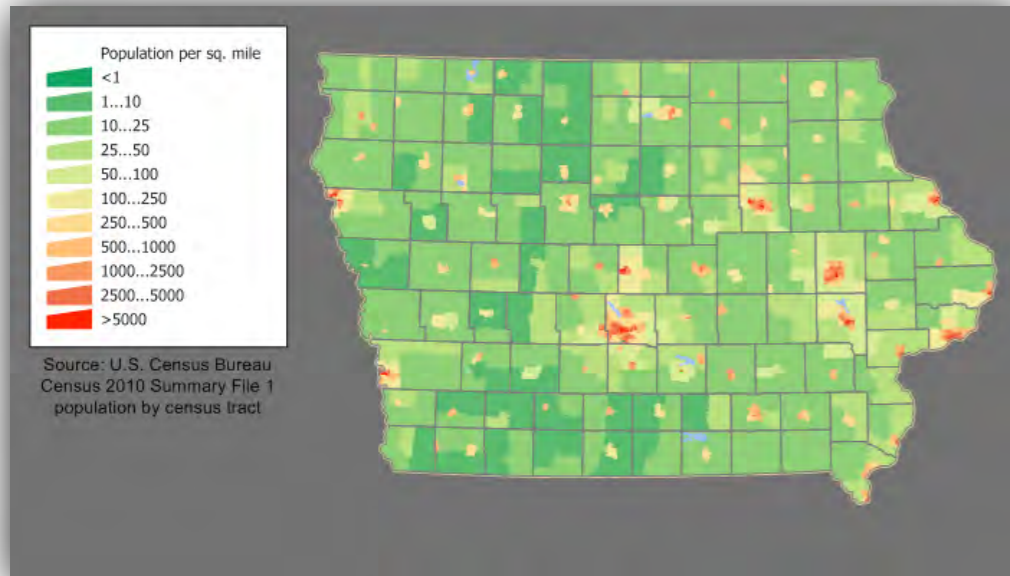 Population per sq. mile
<1
1...10
10...25
25...50
50...100
100...250
250...500
500...1000
1000...2500
2500...5000
>5000
Source: U.S. Census Bureau
Census 2010 Summary File 1
population by census tract